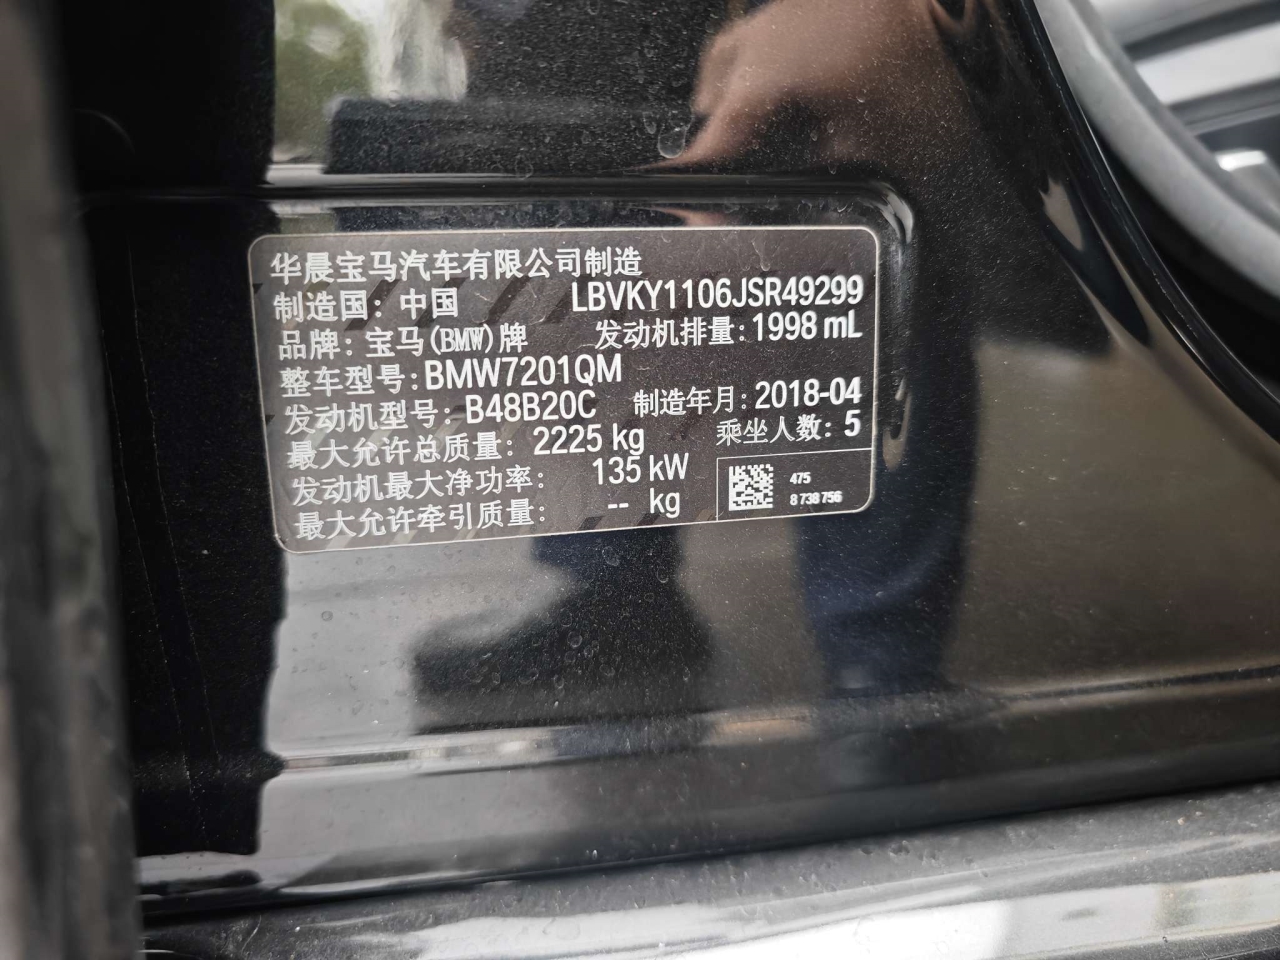 华晨宝马汽车有限公司制造
制造国: 中国 LBVKY1106JSR49299
品牌: 宝马(BMW)牌 发动机排量: 1998 mL
整车型号: BMW7201QM
发动机型号: B48B20C 制造年月: 2018-04
最大允许总质量: 2225 kg 乘坐人数: 5
发动机最大净功率: 135 kW
最大允许牵引质量: -- kg
475
8 738 756